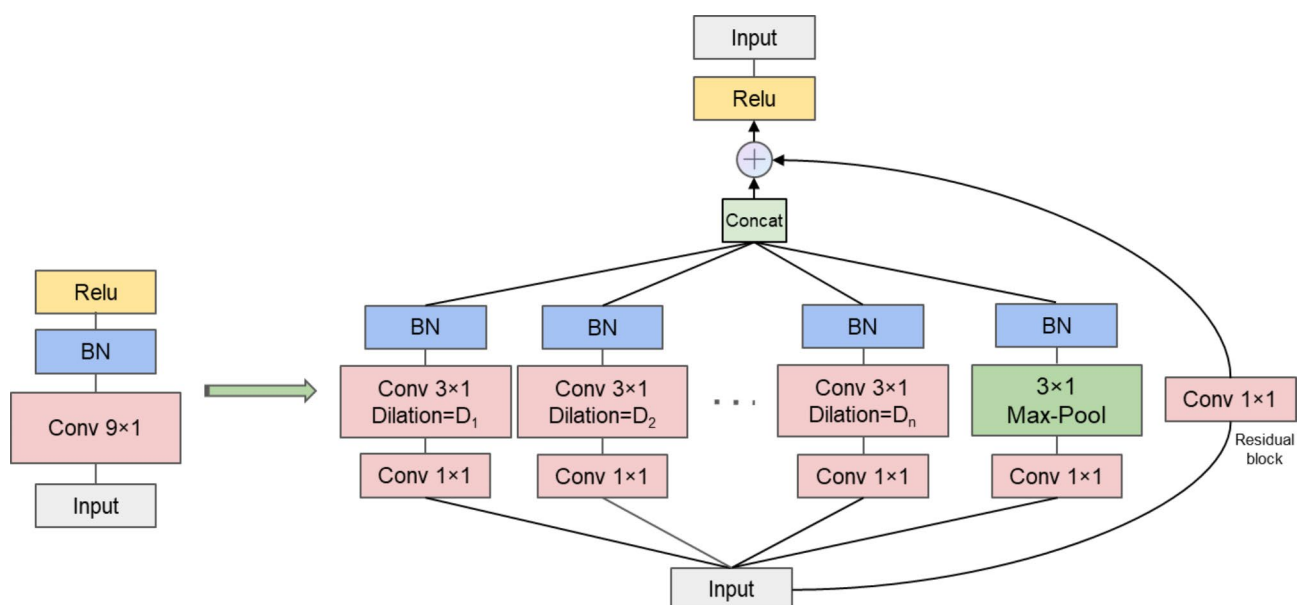 Input
Relu
Concat
Relu
BN
Conv 9×1
Input
BN
BN
BN
BN
Conv 3×1
Dilation=D₁
Conv 3×1
Dilation=D₂
. . .
Conv 3×1
Dilation=Dₙ
3×1
Max-Pool
Conv 1×1
Conv 1×1
Conv 1×1
Conv 1×1
Conv 1×1
Residual
block
Input